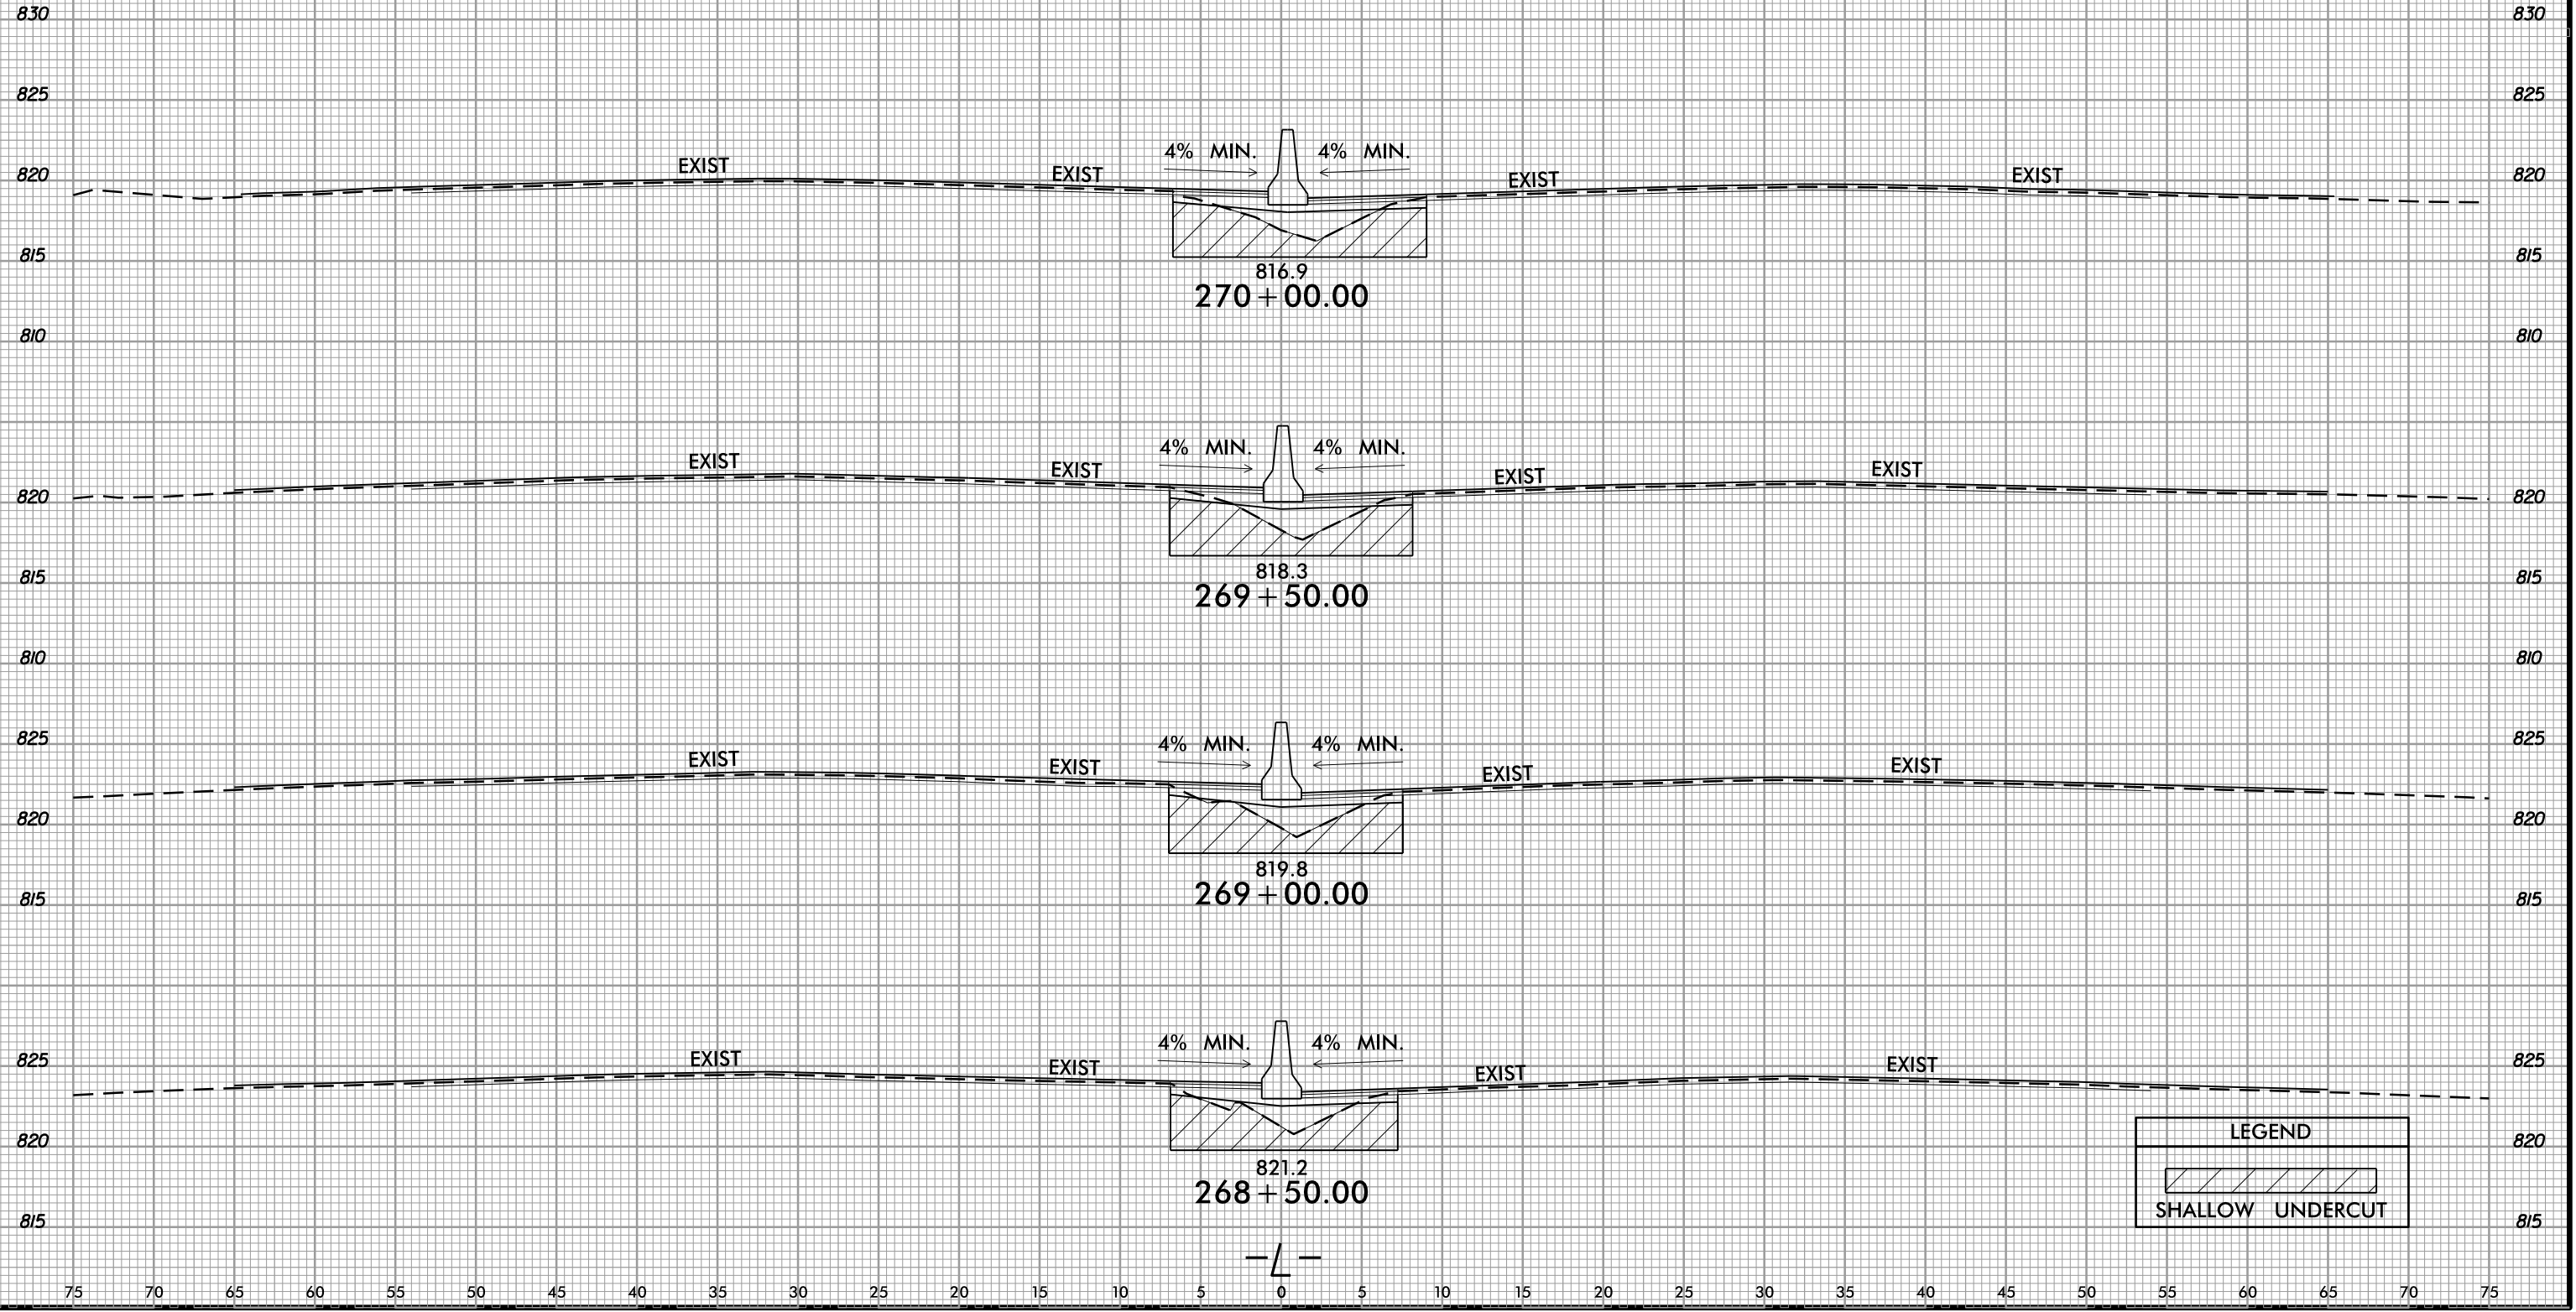 830 830
825 825
4% MIN. 4% MIN.
820 EXIST EXIST EXIST EXIST 820
815 815
816.9
270+00.00
810 810
4% MIN. 4% MIN.
EXIST EXIST EXIST EXIST
820 820
815 815
818.3
269+50.00
810 810
825 4% MIN. 4% MIN. 825
EXIST EXIST EXIST EXIST
820 820
819.8
269+00.00
815 815
4% MIN. 4% MIN.
825 EXIST EXIST EXIST EXIST 825
LEGEND
820 820
821.2
268+50.00
SHALLOW UNDERCUT
815 815
-L-
75 70 65 60 55 50 45 40 35 30 25 20 15 10 5 0 5 10 15 20 25 30 35 40 45 50 55 60 65 70 75